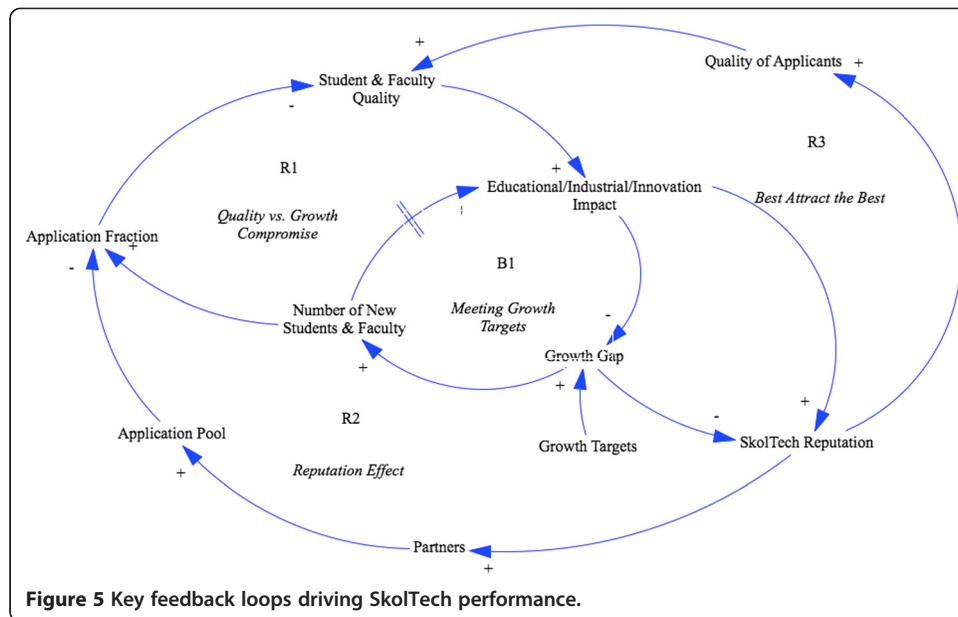 +
Student & Faculty
Quality
-
Quality of Applicants
+
R1
R3
Quality vs. Growth
Compromise
+
Educational/Industrial/Innovation
Impact
Best Attract the Best
Application Fraction
+
-
B1
Number of New
Students & Faculty
Meeting Growth
Targets
-
+
Growth Gap
+
R2
-
+
Application Pool
+
Growth Targets
SkolTech Reputation
Reputation Effect
Partners
+
Figure 5 Key feedback loops driving SkolTech performance.